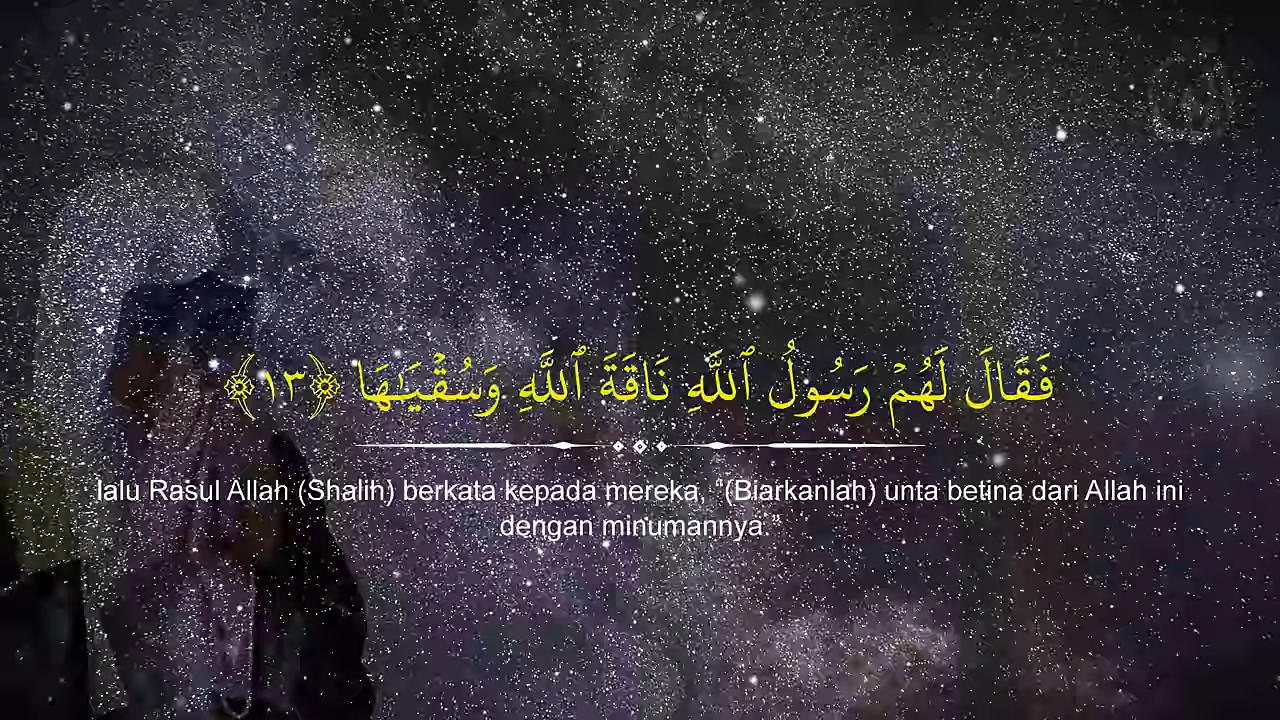 فَقَالَ لَهُمْ رَسُولُ ٱللَّهِ نَاقَةَ ٱللَّهِ وَسُقْيَـٰهَا ﴿١٣﴾
lalu Rasul Allah (Shalih) berkata kepada mereka, “(Biarkanlah) unta betina dari Allah ini
dengan minumannya.”